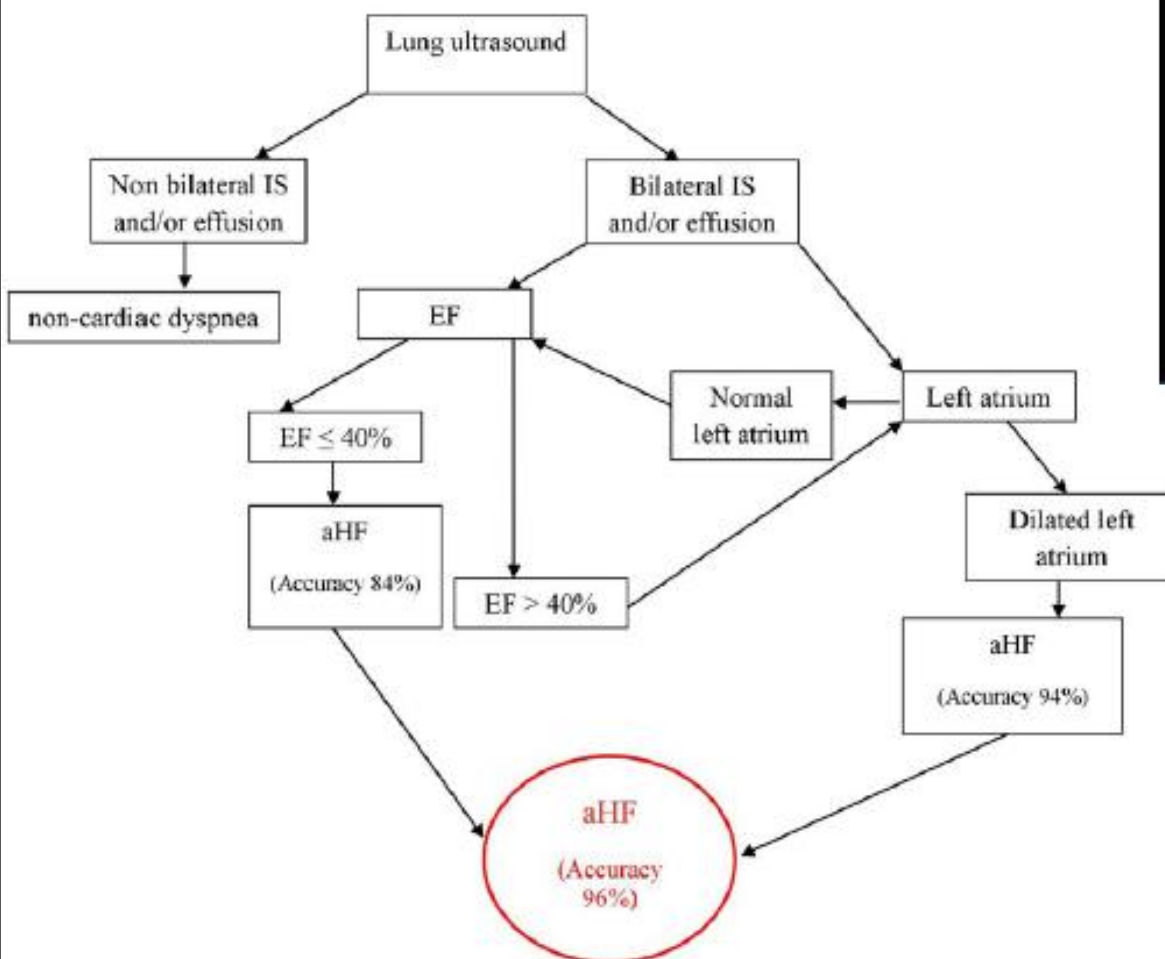 Lung ultrasound
Non bilateral IS
and/or effusion
Bilateral IS
and/or effusion
non-cardiac dyspnea
EF
Normal
left atrium
Left atrium
EF ≤ 40%
Dilated left
atrium
aHF
(Accuracy 84%)
EF > 40%
aHF
(Accuracy 94%)
aHF
(Accuracy
96%)